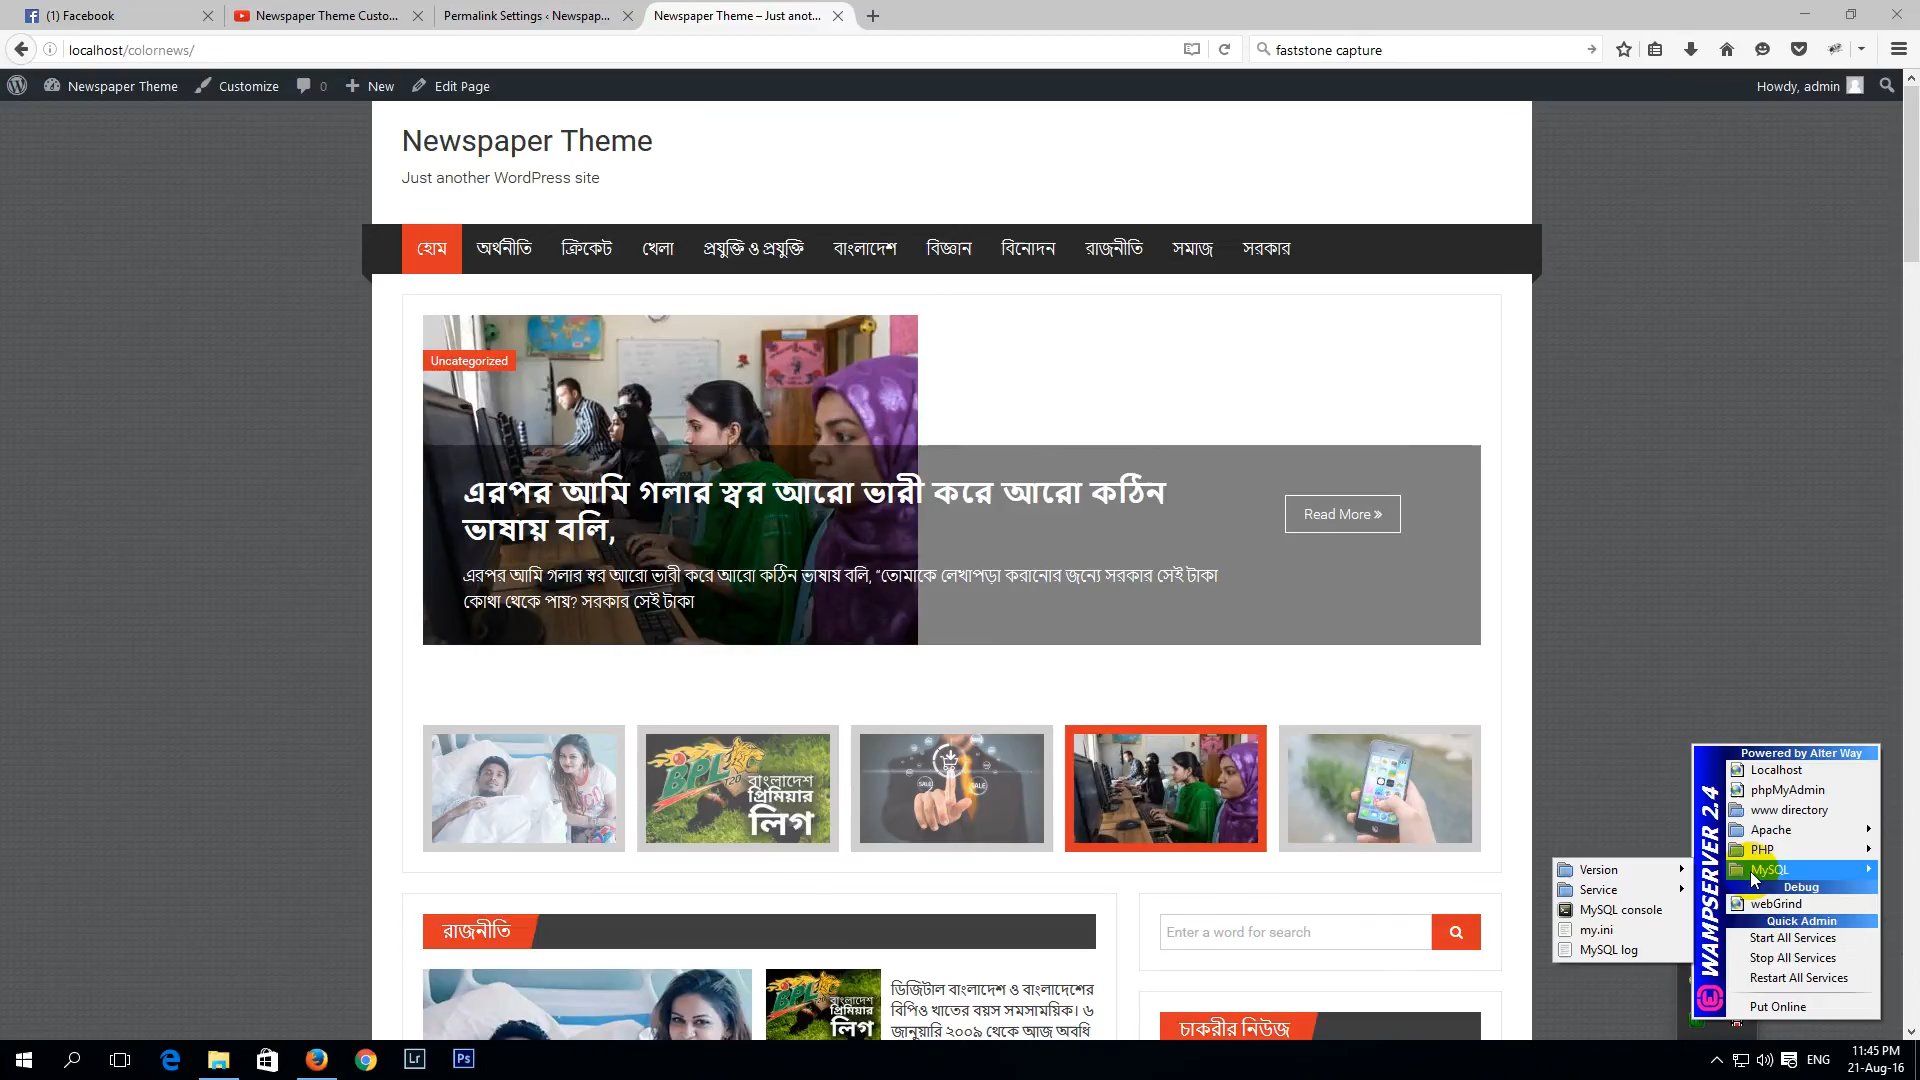 (1) Facebook
Newspaper Theme Custo...
Permalink Settings ‹ Newspap...
Newspaper Theme – Just anot...
localhost/colornews/
faststone capture
Newspaper Theme
Customize
0
New
Edit Page
Howdy, admin
Newspaper Theme
Just another WordPress site
হোম
অর্থনীতি
ক্রিকেট
খেলা
প্রযুক্তি ও প্রযুক্তি
বাংলাদেশ
বিজ্ঞান
বিনোদন
রাজনীতি
সমাজ
সরকার
Uncategorized
এরপর আমি গলার স্বর আরো ভারী করে আরো কঠিন
ভাষায় বলি,
Read More »
এরপর আমি গলার স্বর আরো ভারী করে আরো কঠিন ভাষায় বলি, “তোমাকে লেখাপড়া করানোর জন্যে সরকার সেই টাকা
কোথা থেকে পায়? সরকার সেই টাকা
BPL
T20
বাংলাদেশ
প্রিমিয়ার
লিগ
SALE
SALE
রাজনীতি
Enter a word for search
BPL
বাংলাদেশ
প্রিমিয়ার
লিগ
ডিজিটাল বাংলাদেশ ও বাংলাদেশের
বিপিও খাতের বয়স সমসাময়িক। ৬
জানুয়ারি ২০০৯ থেকে আজ অবধি
চাকরীর নিউজ
WAMPSERVER 2.4
Powered by Alter Way
Localhost
phpMyAdmin
www directory
Apache
PHP
MySQL
Debug
webGrind
Quick Admin
Start All Services
Stop All Services
Restart All Services
Put Online
Version
Service
MySQL console
my.ini
MySQL log
Lr
Ps
ENG
11:45 PM
21-Aug-16